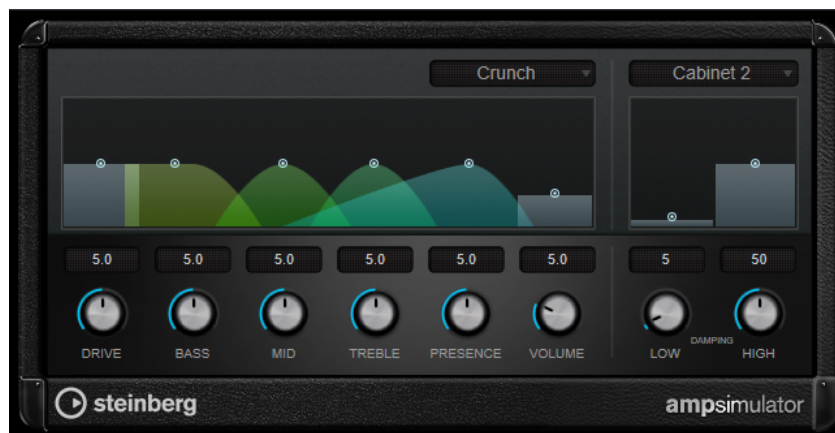 Crunch
Cabinet 2
5.0 5.0 5.0 5.0 5.0 5.0 5 50
DAMPING
DRIVE BASS MID TREBLE PRESENCE VOLUME LOW HIGH
steinberg
ampsimulator